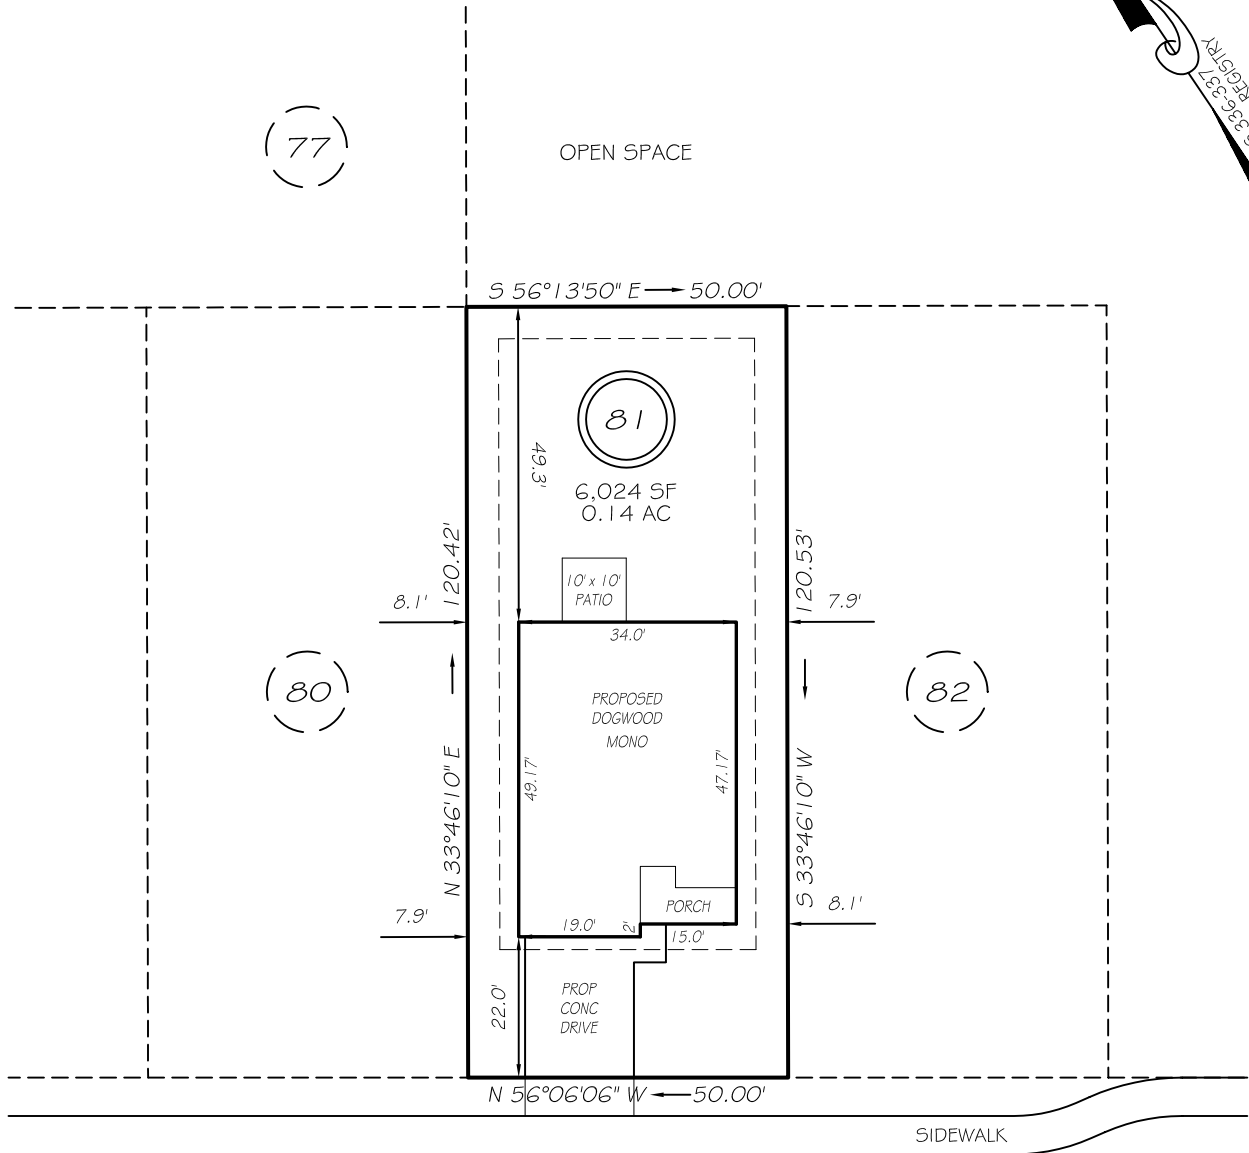 REGISTRY
336-337
77
OPEN SPACE
S 56°13'50" E 50.00'
81
49.3'
6,024 SF
0.14 AC
120.42'
120.53'
10' x 10'
PATIO
8.1'
7.9'
34.0'
80
82
PROPOSED
DOGWOOD
MONO
49.17'
47.17'
N 33°46'10" E
S 33°46'10" W
PORCH
7.9'
8.1'
19.0'
2'
15.0'
22.0'
PROP
CONC
DRIVE
N 56°06'06" W 50.00'
SIDEWALK